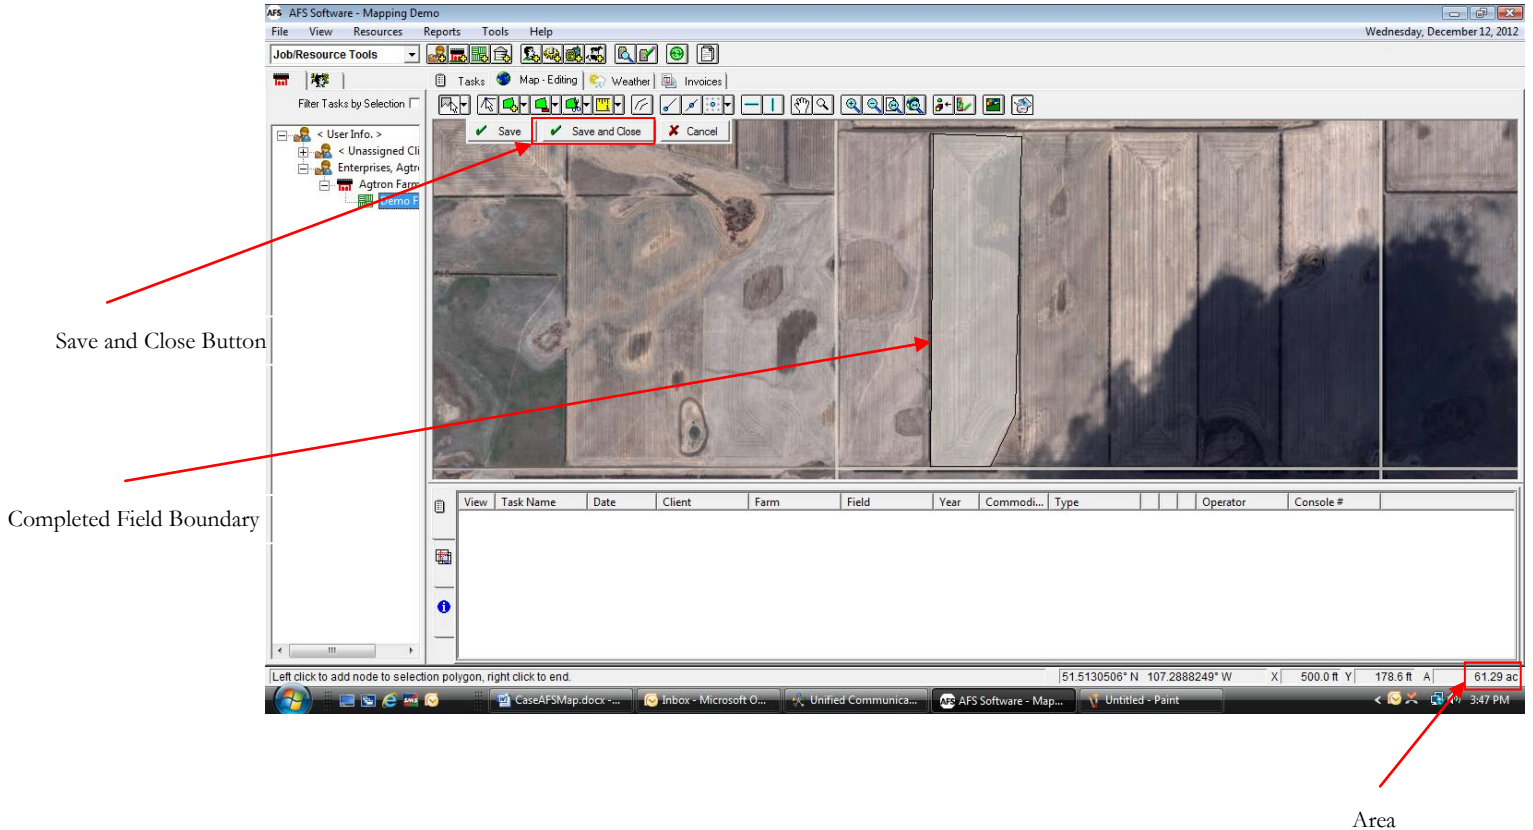 AFS AFS Software - Mapping Demo
File View Resources Reports Tools Help Wednesday, December 12, 2012
Job/Resource Tools
Tasks Map - Editing Weather Invoices
Filter Tasks by Selection
Save Save and Close Cancel
< User Info. >
< Unassigned Cli
Enterprises, Agtr
Agtron Farm
Demo F
Save and Close Button
Completed Field Boundary
View Task Name Date Client Farm Field Year Commodi... Type Operator Console #
Left click to add node to selection polygon, right click to end. 51.5130506° N 107.2888249° W X 500.0 ft Y 178.6 ft A 61.29 ac
SMS CaseAFSMap.docx -... Inbox - Microsoft O... Unified Communica... AFS AFS Software - Map... Untitled - Paint 3:47 PM
Area